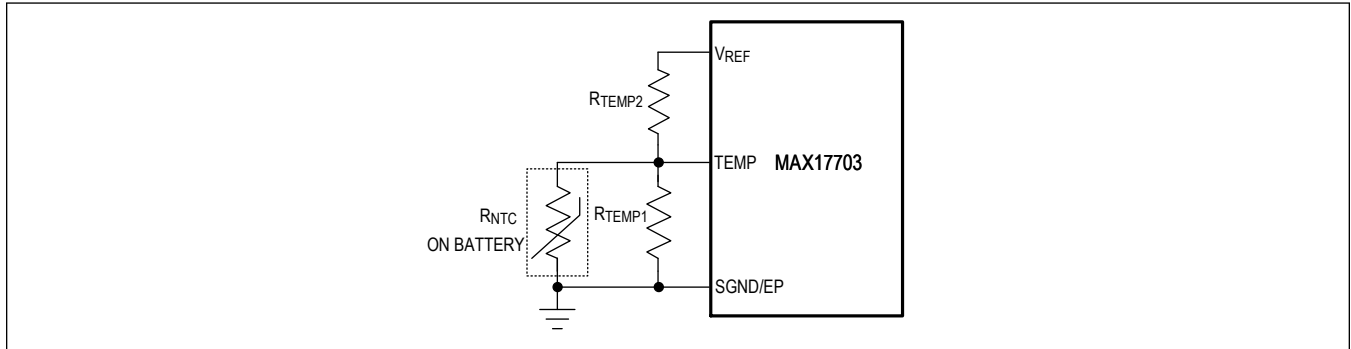 VREF
RTEMP2
TEMP MAX17703
RNTC
ON BATTERY
RTEMP1
SGND/EP